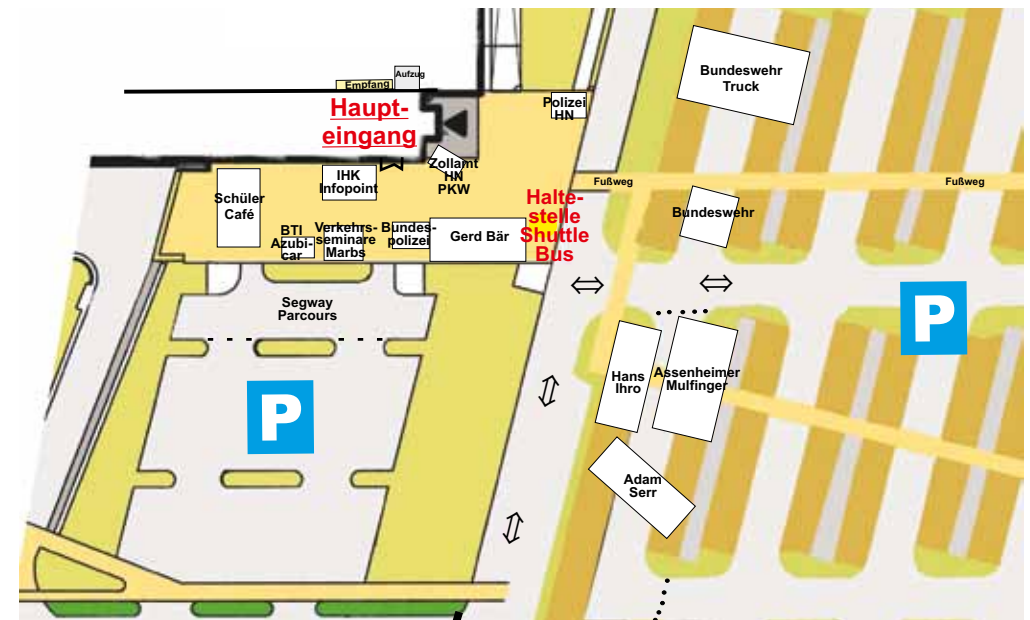 Bundeswehr
Truck
Aufzug
Empfang
Haupt-
eingang
Polizei
HN
Zollamt
HN
PKW
IHK
Infopoint
Schüler
Café
Fußweg
Fußweg
Halte-
stelle
Shuttle
Bus
Bundeswehr
BTI
Azubi-
car
Verkehrs-
seminare
Marbs
Bundes-
polizei
Gerd Bär
Segway
Parcours
P
P
Hans
Ihro
Assenheimer
Mulfinger
Adam
Serr